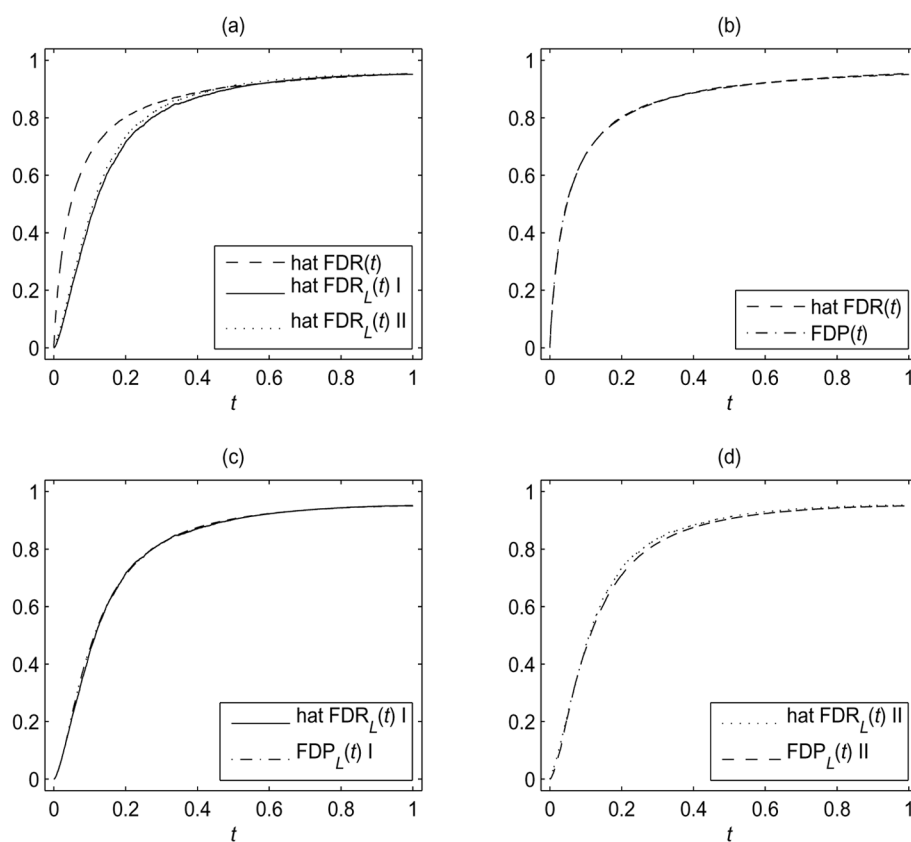 (a)
1
0.8
0.6
0.4
0.2
0
0 0.2 0.4 0.6 0.8 1
t
hat FDR(t)
hat FDR_L(t) I
hat FDR_L(t) II
(b)
1
0.8
0.6
0.4
0.2
0
0 0.2 0.4 0.6 0.8 1
t
hat FDR(t)
FDP(t)
(c)
1
0.8
0.6
0.4
0.2
0
0 0.2 0.4 0.6 0.8 1
t
hat FDR_L(t) I
FDP_L(t) I
(d)
1
0.8
0.6
0.4
0.2
0
0 0.2 0.4 0.6 0.8 1
t
hat FDR_L(t) II
FDP_L(t) II